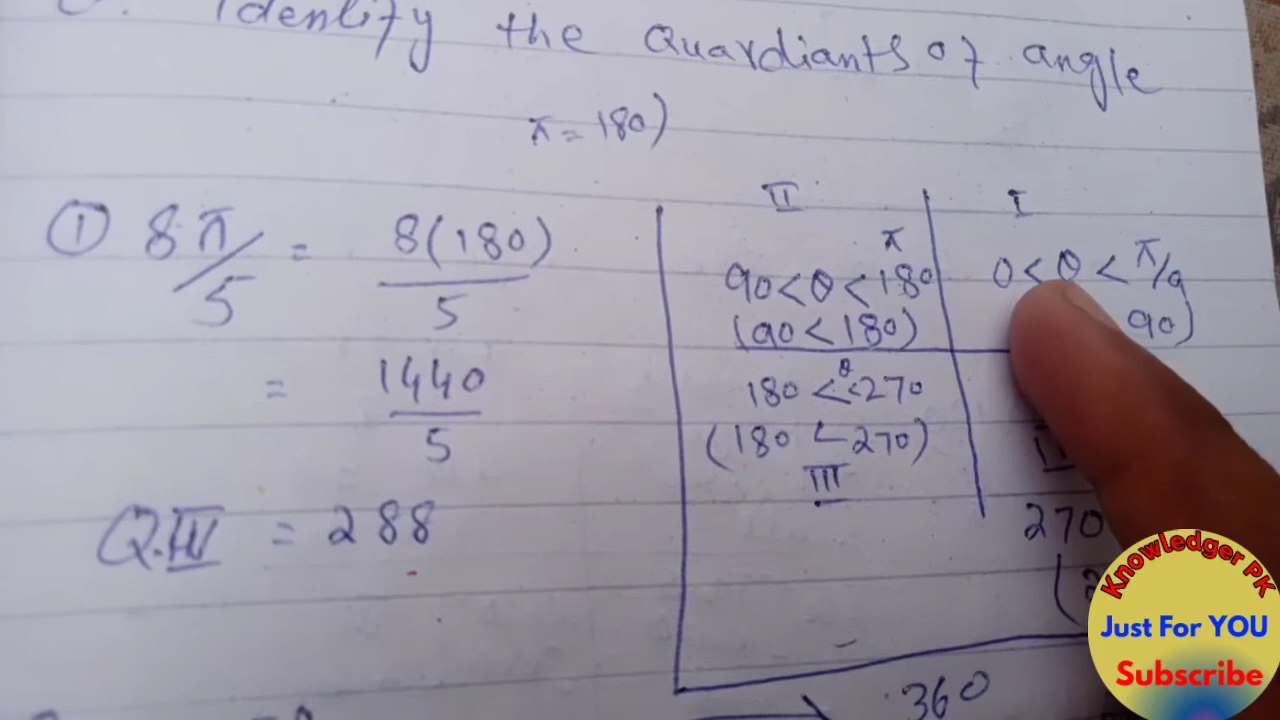 Identify the Quardiants of angle
π = 180)
① 8π/5 = 8(180)/5
= 1440/5
Q.IV = 288
II
π
90<θ<180
(90<180)
I
0<θ<π/2
90)
θ
180<<270
(180<270)
III
270
360
Knowledger PK
Just For YOU
Subscribe